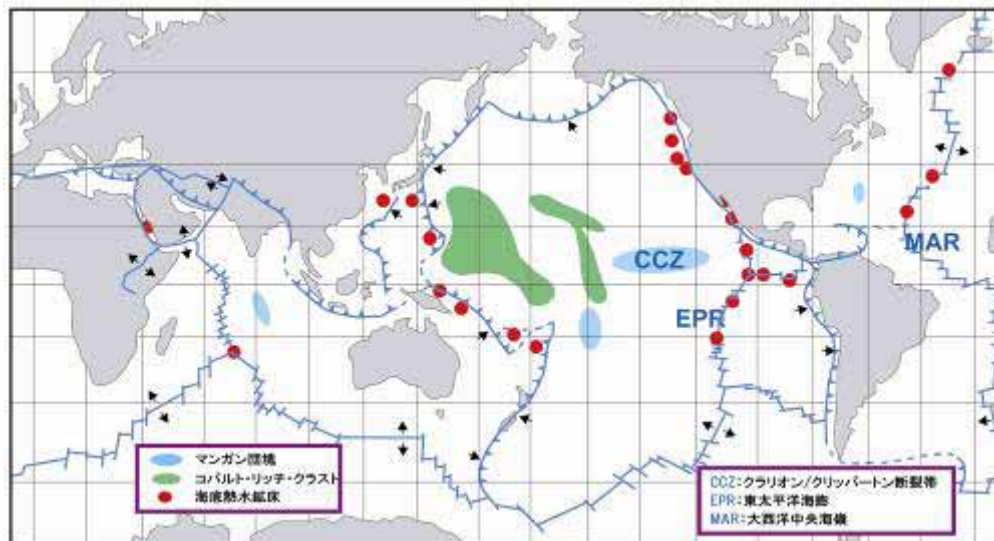 CCZ
MAR
EPR
マンガン団塊
コバルト・リッチ・クラスト
海底熱水鉱床
CCZ:クラリオン/クリッパートン断裂帯
EPR:東太平洋海膨
MAR:大西洋中央海嶺